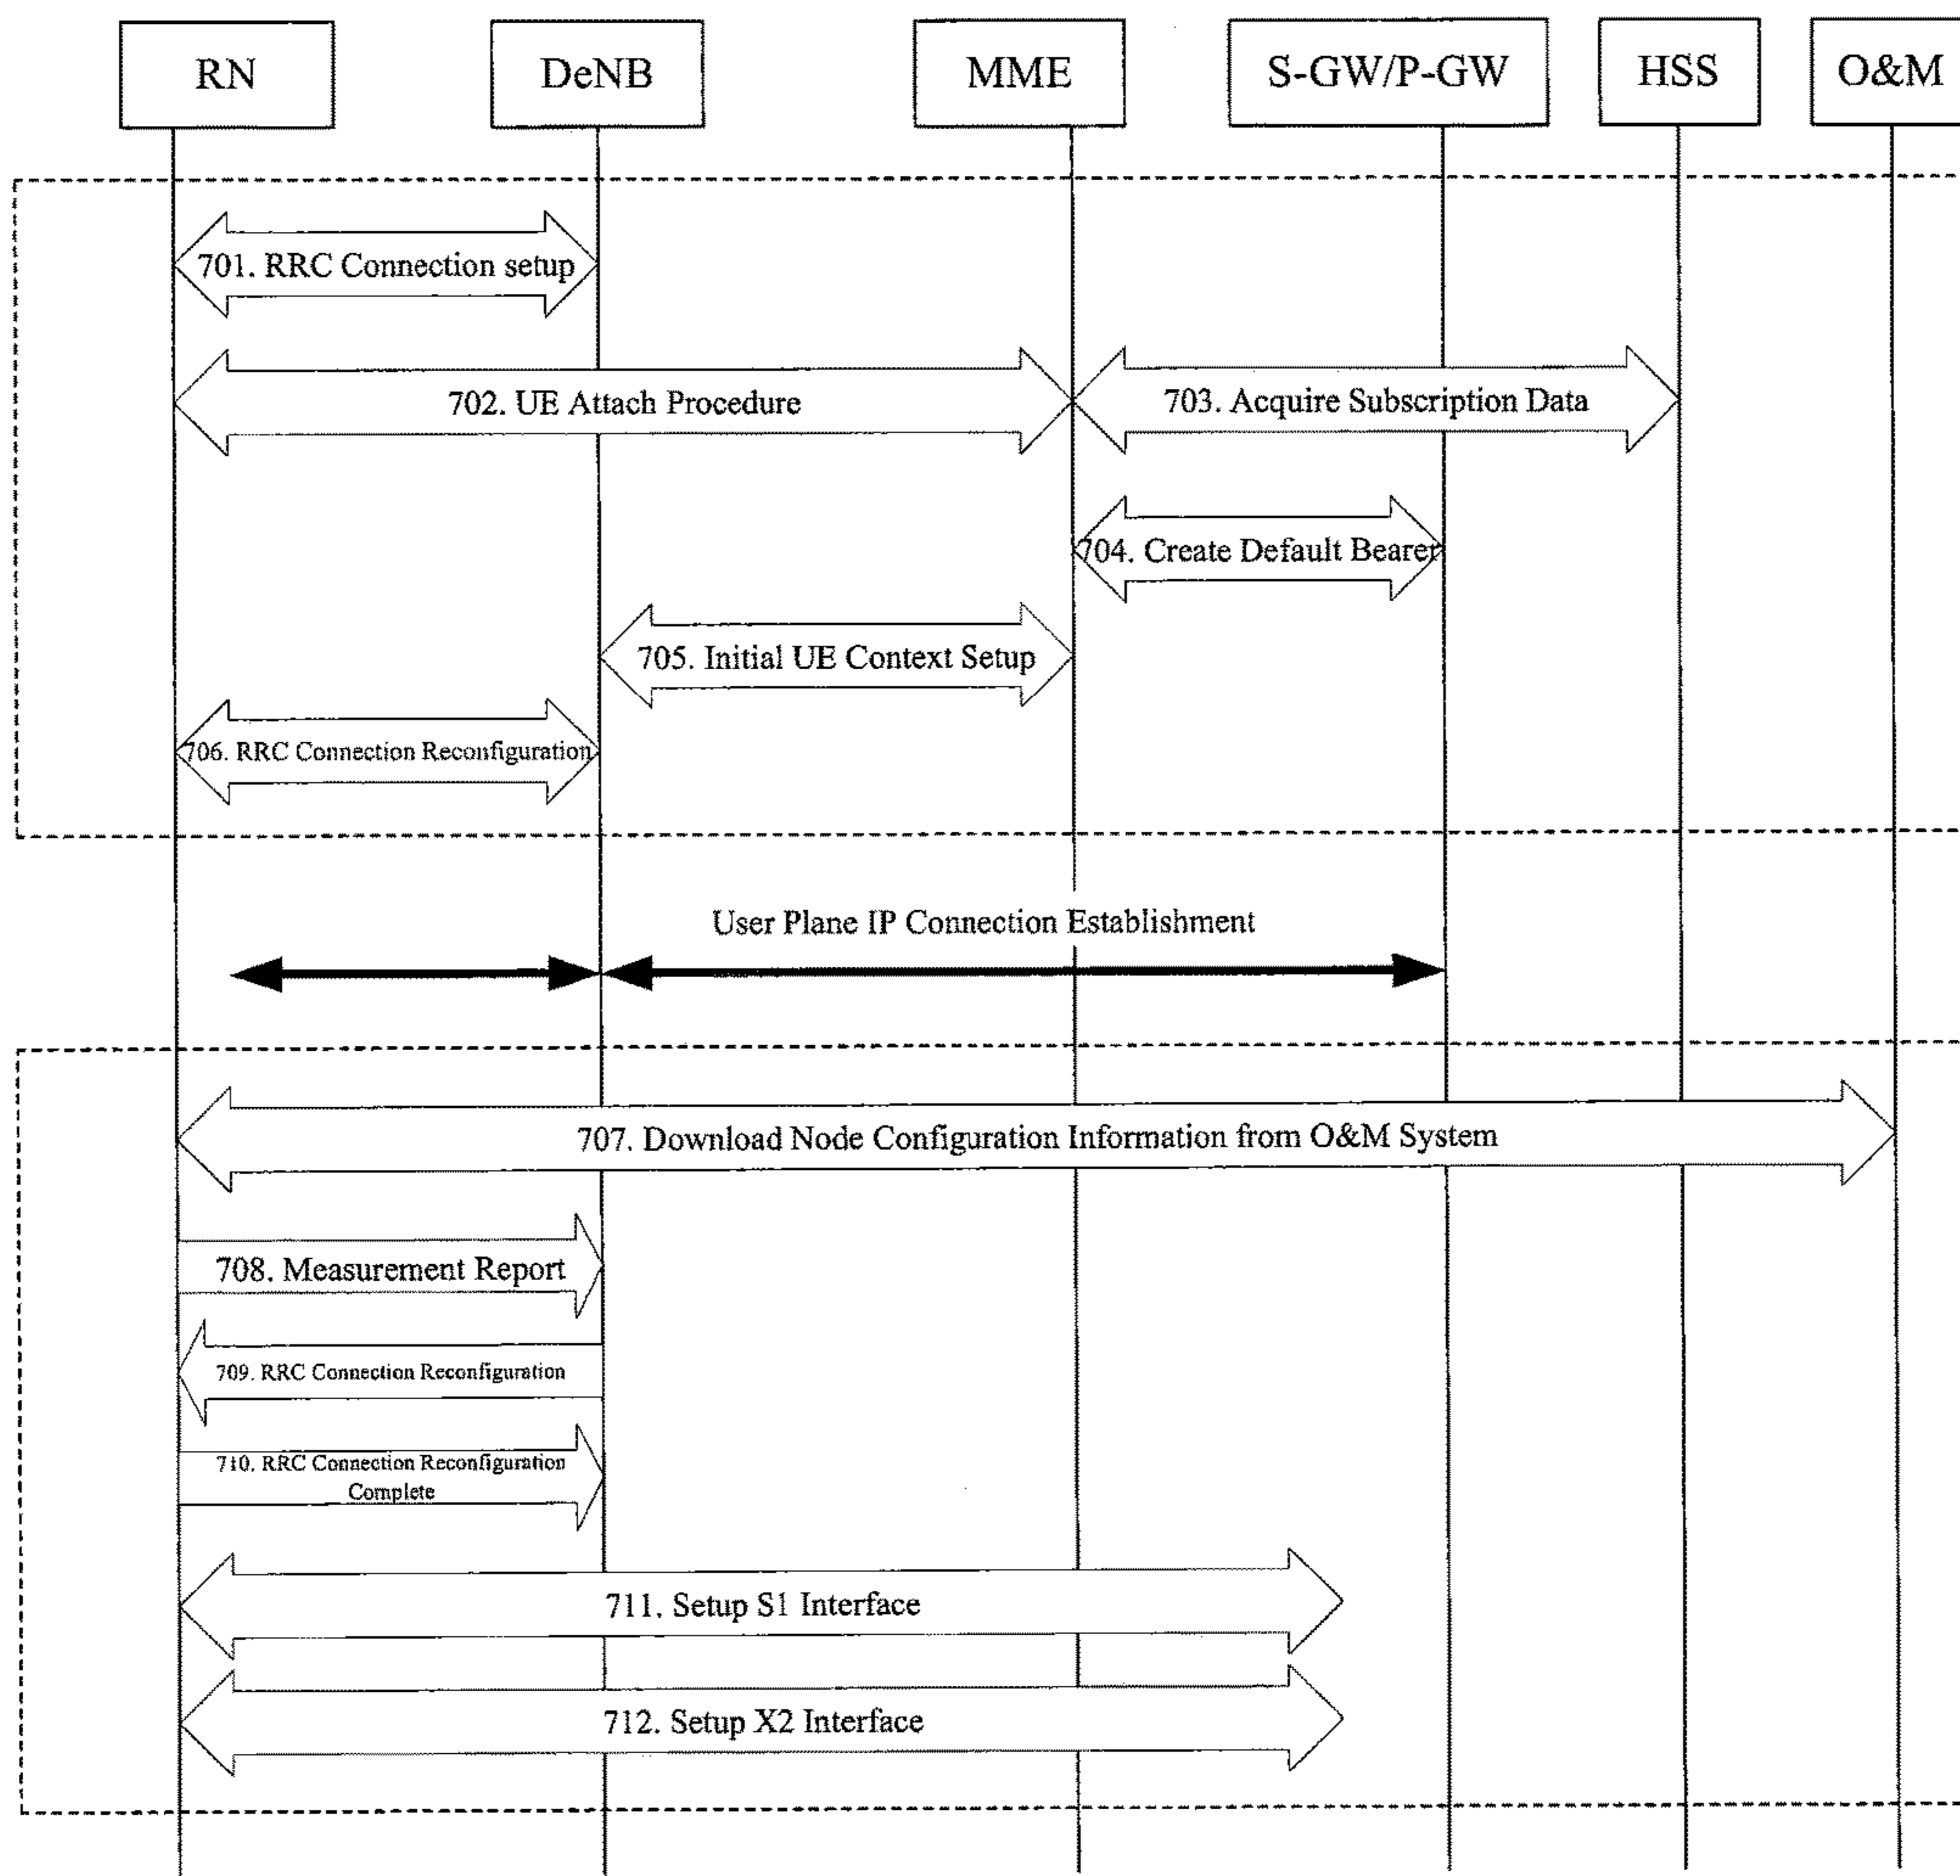 RN
DeNB
MME
S-GW/P-GW
HSS
O&M
701. RRC Connection setup
702. UE Attach Procedure
703. Acquire Subscription Data
704. Create Default Bearer
705. Initial UE Context Setup
706. RRC Connection Reconfiguration
User Plane IP Connection Establishment
707. Download Node Configuration Information from O&M System
708. Measurement Report
709. RRC Connection Reconfiguration
710. RRC Connection Reconfiguration
Complete
711. Setup S1 Interface
712. Setup X2 Interface